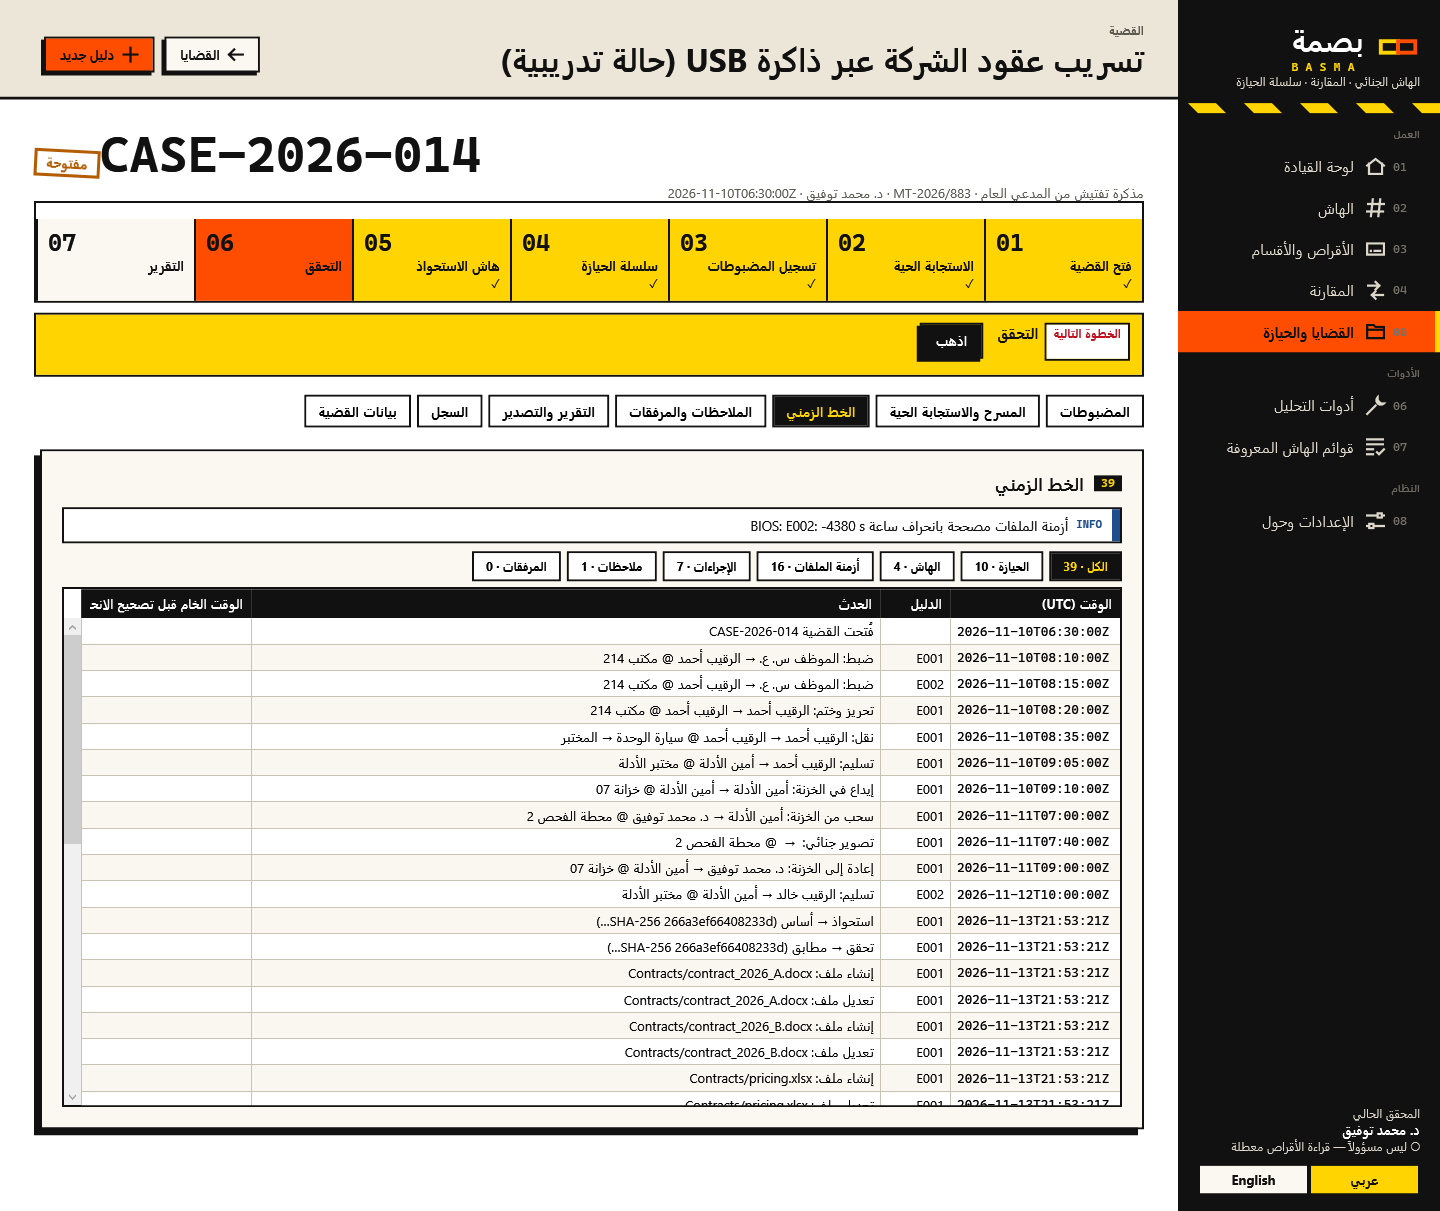 بصمة
BASMA
الهاش الجنائي · المقارنة · سلسلة الحيازة
العمل
01 لوحة القيادة
02 الهاش
03 الأقراص والأقسام
04 المقارنة
05 القضايا والحيازة
الأدوات
06 أدوات التحليل
07 قوائم الهاش المعروفة
النظام
08 الإعدادات وحول
المحقق الحالي
د. محمد توفيق
ليس مسؤولاً — قراءة الأقراص معطلة
عربي
English
القضية
تسريب عقود الشركة عبر ذاكرة USB (حالة تدريبية)
القضايا
دليل جديد
CASE-2026-014
مفتوحة
مذكرة تفتيش من المدعي العام · MT-2026/883 · د. محمد توفيق · 2026-11-10T06:30:00Z
01 فتح القضية ✓
02 الاستجابة الحية ✓
03 تسجيل المضبوطات ✓
04 سلسلة الحيازة ✓
05 هاش الاستحواذ ✓
06 التحقق
07 التقرير
الخطوة التالية التحقق اذهب
المضبوطات
المسرح والاستجابة الحية
الخط الزمني
الملاحظات والمرفقات
التقرير والتصدير
السجل
بيانات القضية
39 الخط الزمني
INFO أزمنة الملفات مصححة بانحراف ساعة BIOS: E002: -4380 s
الكل · 39
الحيازة · 10
الهاش · 4
أزمنة الملفات · 16
الإجراءات · 7
ملاحظات · 1
المرفقات · 0
الوقت (UTC) الدليل الحدث الوقت الخام قبل تصحيح الانح
2026-11-10T06:30:00Z فُتحت القضية CASE-2026-014
2026-11-10T08:10:00Z E001 ضبط: الموظف س. ع. → الرقيب أحمد @ مكتب 214
2026-11-10T08:15:00Z E002 ضبط: الموظف س. ع. → الرقيب أحمد @ مكتب 214
2026-11-10T08:20:00Z E001 تحريز وختم: الرقيب أحمد → الرقيب أحمد @ مكتب 214
2026-11-10T08:35:00Z E001 نقل: الرقيب أحمد → الرقيب أحمد @ سيارة الوحدة → المختبر
2026-11-10T09:05:00Z E001 تسليم: الرقيب أحمد → أمين الأدلة @ مختبر الأدلة
2026-11-10T09:10:00Z E001 إيداع في الخزنة: أمين الأدلة → أمين الأدلة @ خزانة 07
2026-11-11T07:00:00Z E001 سحب من الخزنة: أمين الأدلة → د. محمد توفيق @ محطة الفحص 2
2026-11-11T07:40:00Z E001 تصوير جنائي: → @ محطة الفحص 2
2026-11-11T09:00:00Z E001 إعادة إلى الخزنة: د. محمد توفيق → أمين الأدلة @ خزانة 07
2026-11-12T10:00:00Z E002 تسليم: الرقيب خالد → أمين الأدلة @ مختبر الأدلة
2026-11-13T21:53:21Z E001 استحواذ → أساس (SHA-256 266a3ef66408233d…)
2026-11-13T21:53:21Z E001 تحقق → مطابق (SHA-256 266a3ef66408233d…)
2026-11-13T21:53:21Z E001 إنشاء ملف: Contracts/contract_2026_A.docx
2026-11-13T21:53:21Z E001 تعديل ملف: Contracts/contract_2026_A.docx
2026-11-13T21:53:21Z E001 إنشاء ملف: Contracts/contract_2026_B.docx
2026-11-13T21:53:21Z E001 تعديل ملف: Contracts/contract_2026_B.docx
2026-11-13T21:53:21Z E001 إنشاء ملف: Contracts/pricing.xlsx
2026-11-13T21:53:21Z E001 تعديل ملف: Contracts/pricing.xlsx